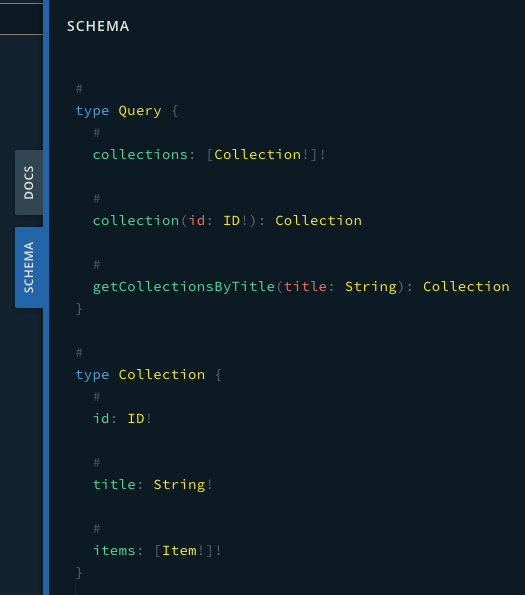 SCHEMA
#
type Query {
#
collections: [Collection!]!
#
collection(id: ID!): Collection
#
getCollectionsByTitle(title: String): Collection
}
#
type Collection {
#
id: ID!
#
title: String!
#
items: [Item!]!
}
DOCS
SCHEMA